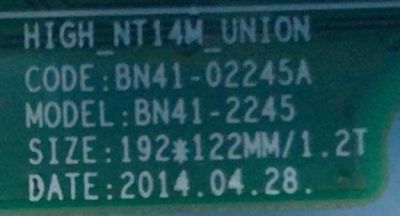 HIGH_NT14M_UNION
CODE:BN41-02245A
MODEL:BN41-2245
SIZE:192*122MM/1.2T
DATE:2014.04.28.